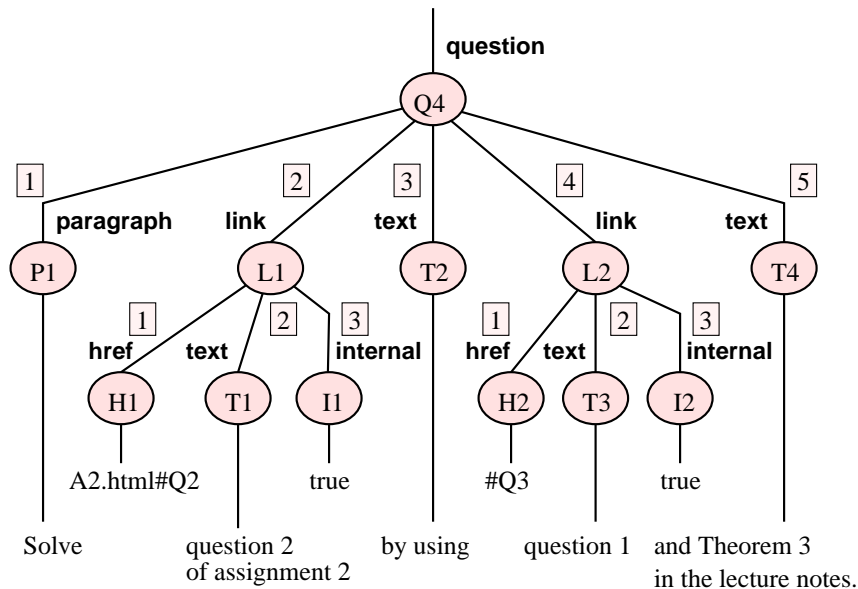 question
Q4
1 2 3 4 5
paragraph link text link text
P1 L1 T2 L2 T4
1 2 3 1 2 3
href text internal href text internal
H1 T1 I1 H2 T3 I2
A2.html#Q2 true #Q3 true
Solve question 2 by using question 1 and Theorem 3
of assignment 2 in the lecture notes.